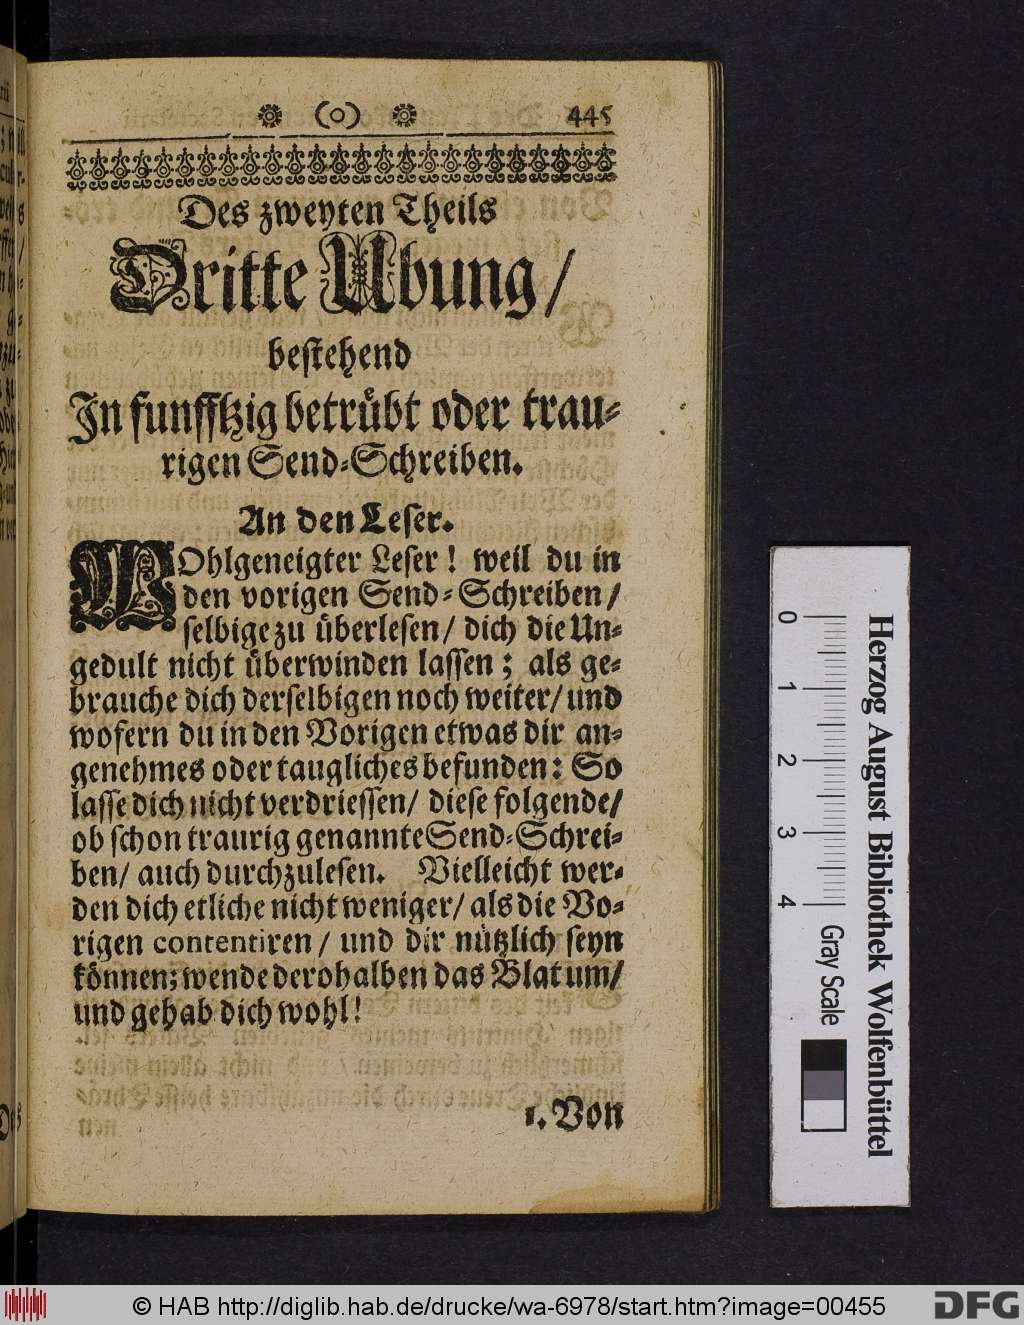 (o) 445
Des zweyten Theils
Dritte Ubung/
bestehend
In funfftzig betrübt oder trau-
rigen Send-Schreiben.
An den Leser.
WOhlgeneigter Leser! weil du in
den vorigen Send-Schreiben/
selbige zu überlesen/ dich die Un-
gedult nicht überwinden lassen; als ge-
brauche dich derselbigen noch weiter/ und
wofern du in den Vorigen etwas dir an-
genehmes oder taugliches befunden: So
lasse dich nicht verdriessen/ diese folgende/
ob schon traurig genannte Send-Schrei-
ben/ auch durchzulesen. Vielleicht wer-
den dich etliche nicht weniger/ als die Vo-
rigen contentiren/ und dir nützlich seyn
können; wende derohalben das Blat um/
und gehab dich wohl!
1. Von
0 1 2 3 4
Gray Scale
Herzog August Bibliothek Wolfenbüttel
© HAB http://diglib.hab.de/drucke/wa-6978/start.htm?image=00455
DFG